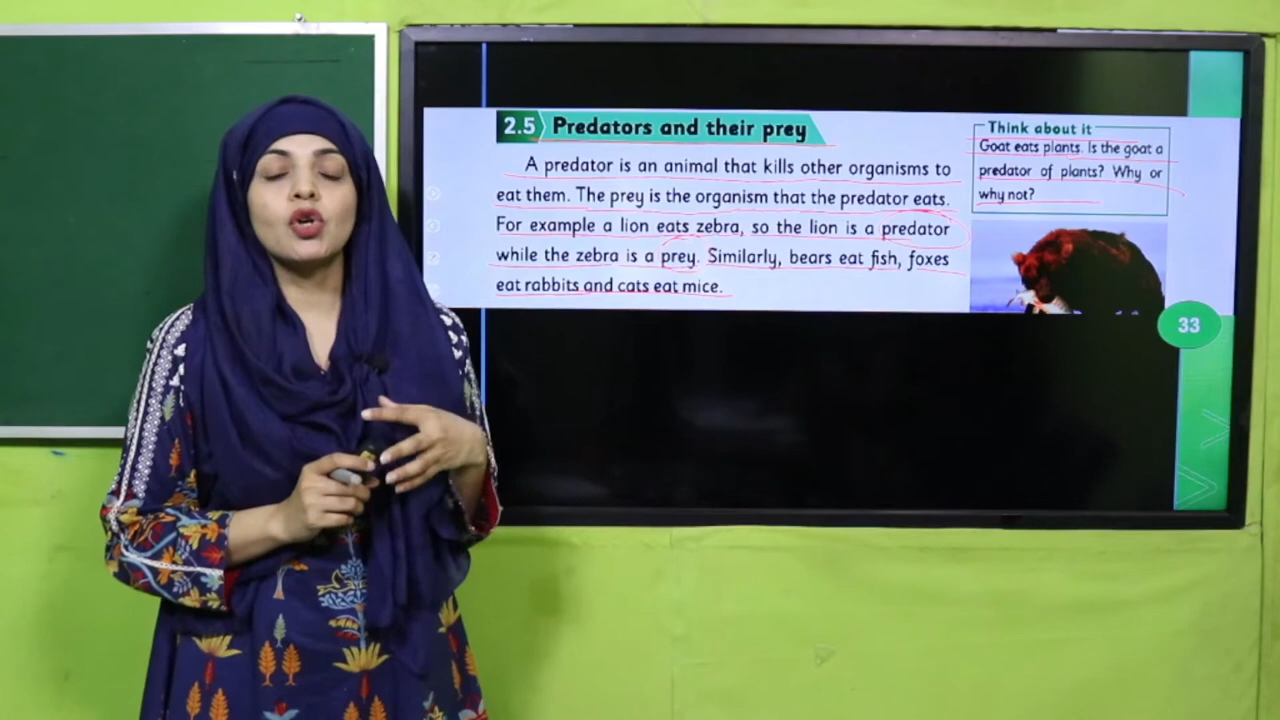 2.5 Predators and their prey
A predator is an animal that kills other organisms to
eat them. The prey is the organism that the predator eats.
For example a lion eats zebra, so the lion is a predator
while the zebra is a prey. Similarly, bears eat fish, foxes
eat rabbits and cats eat mice.
Think about it
Goat eats plants. Is the goat a
predator of plants? Why or
why not?
33